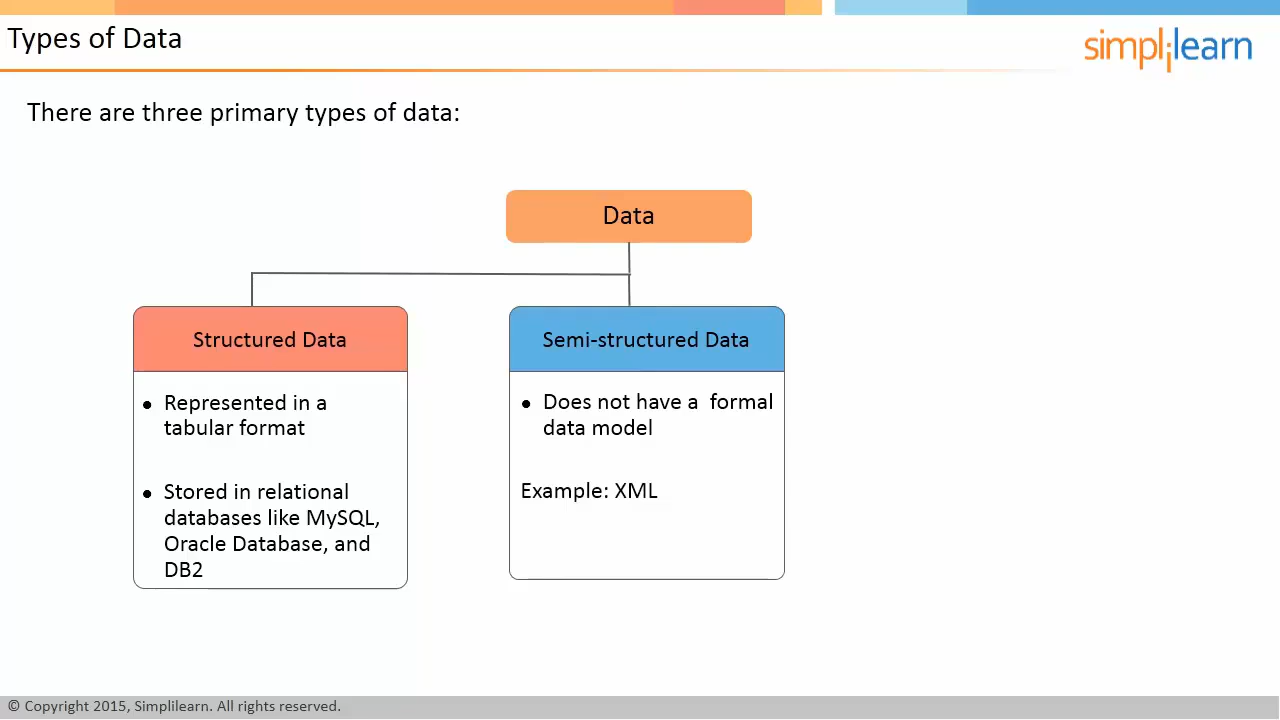 Types of Data
simplilearn
There are three primary types of data:
Data
Structured Data
Represented in a
tabular format
Stored in relational
databases like MySQL,
Oracle Database, and
DB2
Semi-structured Data
Does not have a formal
data model
Example: XML
© Copyright 2015, Simplilearn. All rights reserved.